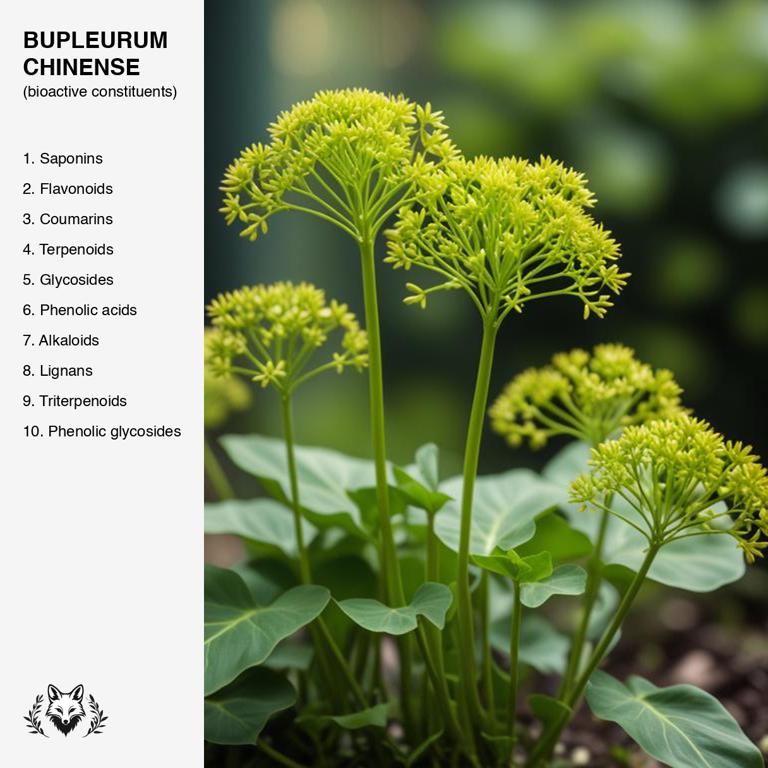 BUPLEURUM
CHINENSE
(bioactive constituents)
1. Saponins
2. Flavonoids
3. Coumarins
4. Terpenoids
5. Glycosides
6. Phenolic acids
7. Alkaloids
8. Lignans
9. Triterpenoids
10. Phenolic glycosides